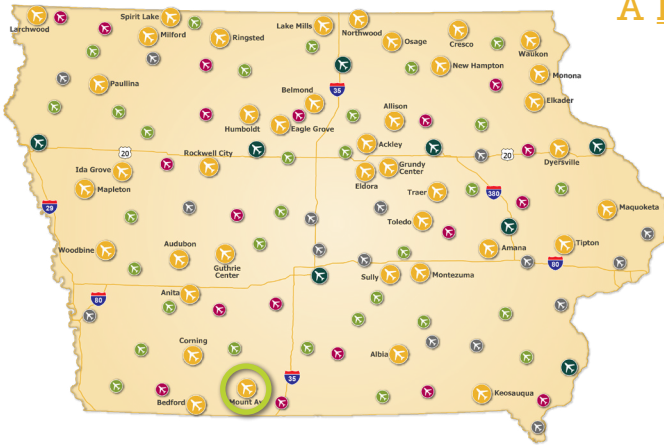 A
Spirit Lake
Larchwood
Milford
Ringsted
Lake Mills
Northwood
Osage
Cresco
Waukon
New Hampton
Monona
Paullina
35
Belmond
Elkader
Allison
Humboldt
Eagle Grove
Ackley
20
Rockwell City
20
Dyersville
Ida Grove
Grundy
Center
Mapleton
Eldora
Traer
380
29
Maquoketa
Toledo
Woodbine
Audubon
Amana
Tipton
Guthrie
Center
80
Sully
Montezuma
Anita
80
Corning
Albia
35
Keosauqua
Bedford
Mount Ay